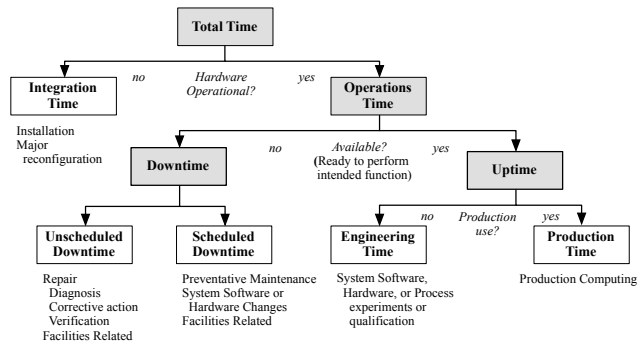 Total Time
no
Hardware
Operational?
yes
Integration
Time
Operations
Time
Installation
Major
reconfiguration
no
Available?
(Ready to perform
intended function)
yes
Downtime
Uptime
no
Production
use?
yes
Unscheduled
Downtime
Scheduled
Downtime
Engineering
Time
Production
Time
Repair
Diagnosis
Corrective action
Verification
Facilities Related
Preventative Maintenance
System Software or
Hardware Changes
Facilities Related
System Software,
Hardware, or Process
experiments or
qualification
Production Computing